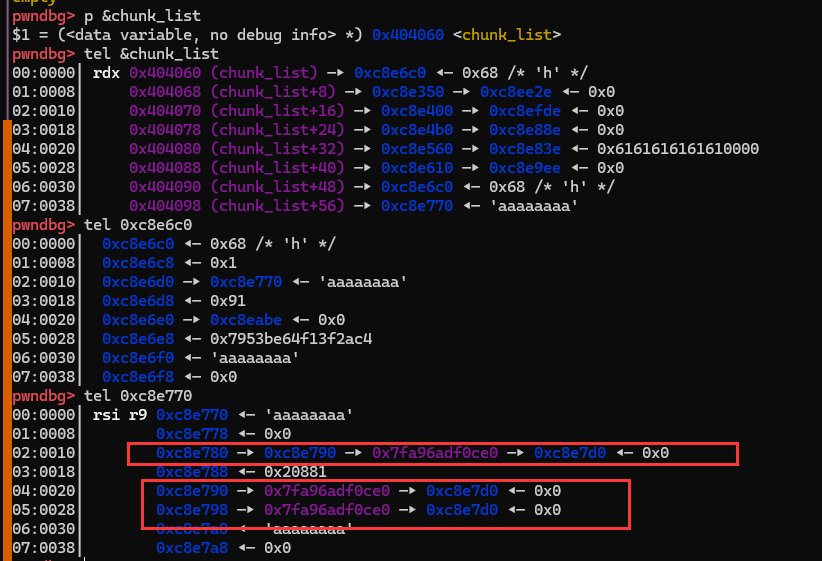 empty
pwndbg> p &chunk_list
$1 = (<data variable, no debug info> *) 0x404060 <chunk_list>
pwndbg> tel &chunk_list
00:0000│ rdx 0x404060 (chunk_list) —▸ 0xc8e6c0 ◂— 0x68 /* 'h' */
01:0008│     0x404068 (chunk_list+8) —▸ 0xc8e350 —▸ 0xc8ee2e ◂— 0x0
02:0010│     0x404070 (chunk_list+16) —▸ 0xc8e400 —▸ 0xc8efde ◂— 0x0
03:0018│     0x404078 (chunk_list+24) —▸ 0xc8e4b0 —▸ 0xc8e88e ◂— 0x0
04:0020│     0x404080 (chunk_list+32) —▸ 0xc8e560 —▸ 0xc8e83e ◂— 0x6161616161610000
05:0028│     0x404088 (chunk_list+40) —▸ 0xc8e610 —▸ 0xc8e9ee ◂— 0x0
06:0030│     0x404090 (chunk_list+48) —▸ 0xc8e6c0 ◂— 0x68 /* 'h' */
07:0038│     0x404098 (chunk_list+56) —▸ 0xc8e770 ◂— 'aaaaaaaa'
pwndbg> tel 0xc8e6c0
00:0000│  0xc8e6c0 ◂— 0x68 /* 'h' */
01:0008│  0xc8e6c8 ◂— 0x1
02:0010│  0xc8e6d0 —▸ 0xc8e770 ◂— 'aaaaaaaa'
03:0018│  0xc8e6d8 ◂— 0x91
04:0020│  0xc8e6e0 —▸ 0xc8eabe ◂— 0x0
05:0028│  0xc8e6e8 ◂— 0x7953be64f13f2ac4
06:0030│  0xc8e6f0 ◂— 'aaaaaaaa'
07:0038│  0xc8e6f8 ◂— 0x0
pwndbg> tel 0xc8e770
00:0000│ rsi r9 0xc8e770 ◂— 'aaaaaaaa'
01:0008│        0xc8e778 ◂— 0x0
02:0010│        0xc8e780 —▸ 0xc8e790 —▸ 0x7fa96adf0ce0 —▸ 0xc8e7d0 ◂— 0x0
03:0018│        0xc8e788 ◂— 0x20881
04:0020│        0xc8e790 —▸ 0x7fa96adf0ce0 —▸ 0xc8e7d0 ◂— 0x0
05:0028│        0xc8e798 —▸ 0x7fa96adf0ce0 —▸ 0xc8e7d0 ◂— 0x0
06:0030│        0xc8e7a0 ◂— 'aaaaaaaa'
07:0038│        0xc8e7a8 ◂— 0x0